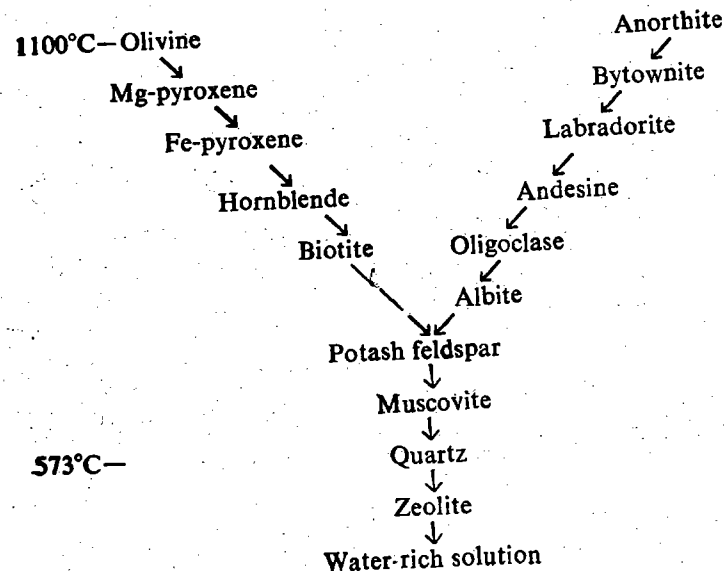 Anorthite
1100°C—Olivine
Bytownite
Mg-pyroxene
Labradorite
Fe-pyroxene
Andesine
Hornblende
Oligoclase
Biotite
Albite
Potash feldspar
Muscovite
573°C— Quartz
Zeolite
Water-rich solution